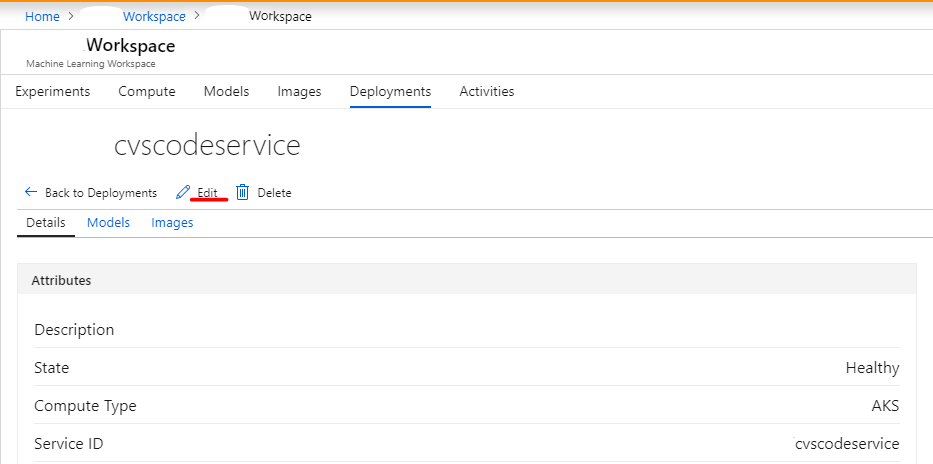 Home > Workspace > Workspace
Workspace
Machine Learning Workspace
Experiments Compute Models Images Deployments Activities
cvscodeservice
← Back to Deployments Edit Delete
Details Models Images
Attributes
Description
State Healthy
Compute Type AKS
Service ID cvscodeservice